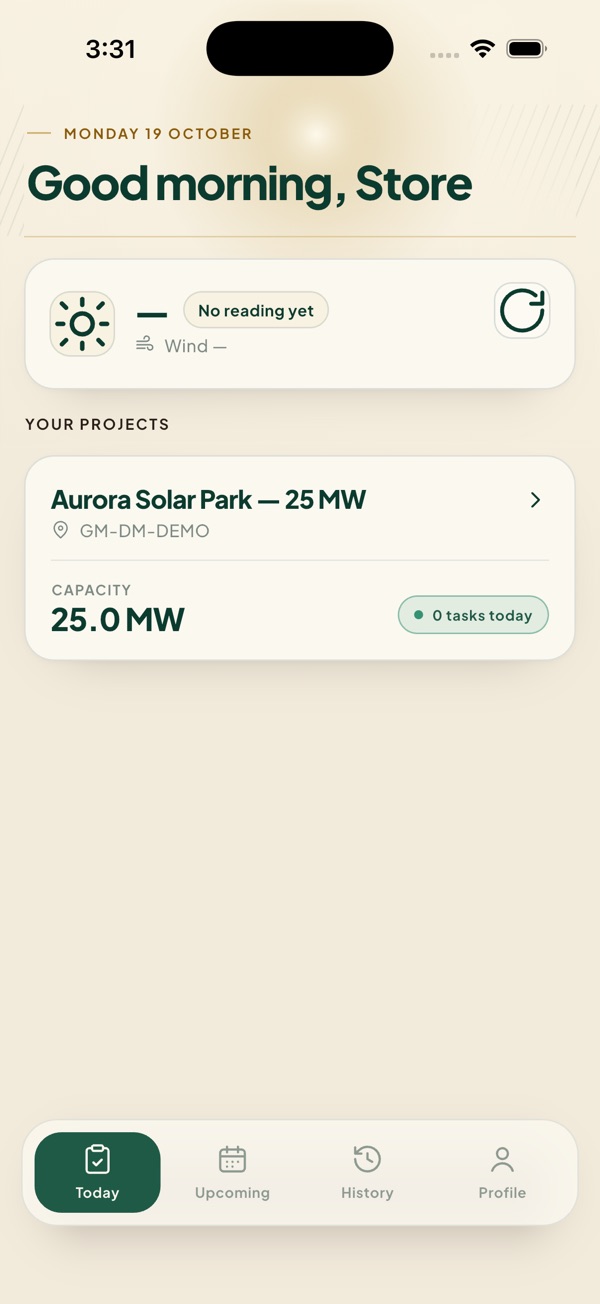 3:31
MONDAY 19 OCTOBER
Good morning, Store
— No reading yet
Wind —
YOUR PROJECTS
Aurora Solar Park — 25 MW
GM-DM-DEMO
CAPACITY
25.0 MW
0 tasks today
Today
Upcoming
History
Profile